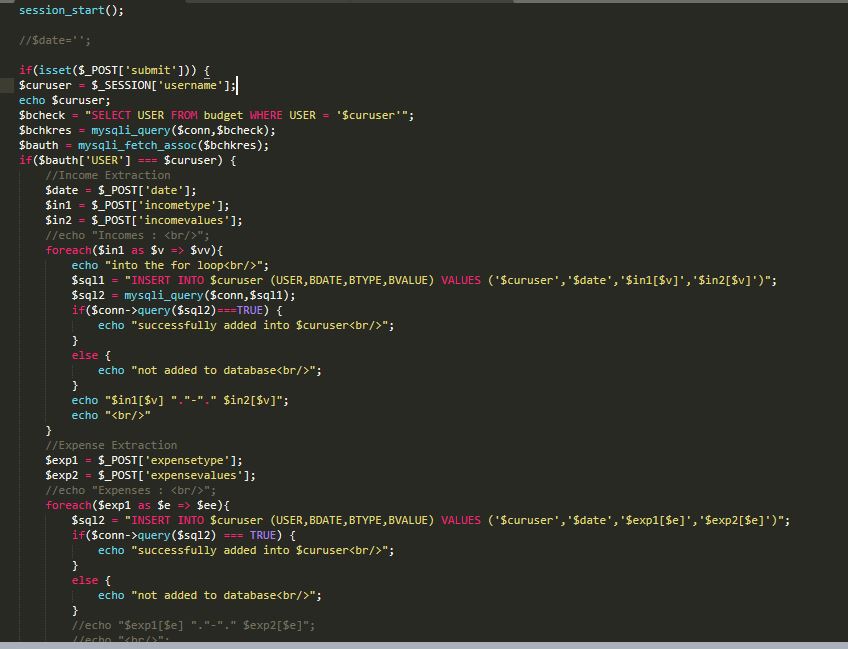 session_start();
//$date='';
if(isset($_POST['submit'])) {
$curuser = $_SESSION['username'];
echo $curuser;
$bcheck = "SELECT USER FROM budget WHERE USER = '$curuser'";
$bchkres = mysqli_query($conn,$bcheck);
$bauth = mysqli_fetch_assoc($bchkres);
if($bauth['USER'] === $curuser) {
//Income Extraction
$date = $_POST['date'];
$in1 = $_POST['incometype'];
$in2 = $_POST['incomevalues'];
//echo "Incomes : <br/>";
foreach($in1 as $v => $vv){
echo "into the for loop<br/>";
$sql1 = "INSERT INTO $curuser (USER,BDATE,BTYPE,BVALUE) VALUES ('$curuser','$date','$in1[$v]','$in2[$v]')";
$sql2 = mysqli_query($conn,$sql1);
if($conn->query($sql2)===TRUE) {
echo "successfully added into $curuser<br/>";
}
else {
echo "not added to database<br/>";
}
echo "$in1[$v] "."-"." $in2[$v]";
echo "<br/>"
}
//Expense Extraction
$exp1 = $_POST['expensetype'];
$exp2 = $_POST['expensevalues'];
//echo "Expenses : <br/>";
foreach($exp1 as $e => $ee){
$sql2 = "INSERT INTO $curuser (USER,BDATE,BTYPE,BVALUE) VALUES ('$curuser','$date','$exp1[$e]','$exp2[$e]')";
if($conn->query($sql2) === TRUE) {
echo "successfully added into $curuser<br/>";
}
else {
echo "not added to database<br/>";
}
//echo "$exp1[$e] "."-"." $exp2[$e]";
//echo "<br/>";